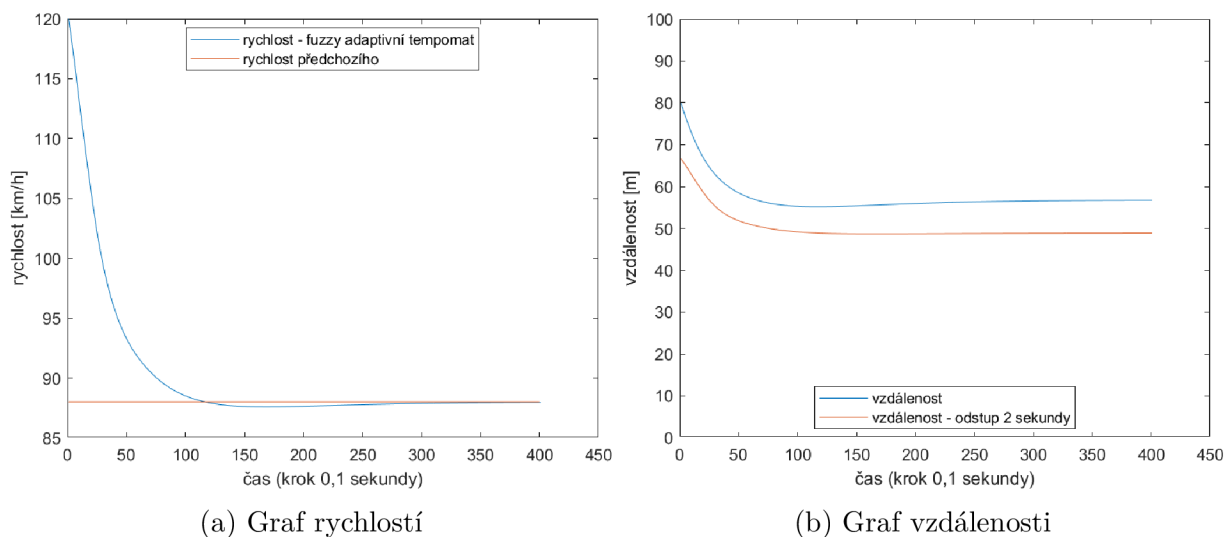 120
115
110
105
100
95
90
85
rychlost [km/h]
rychlost - fuzzy adaptivní tempomat
rychlost předchozího
0 50 100 150 200 250 300 350 400 450
čas (krok 0,1 sekundy)
(a) Graf rychlostí
100
90
80
70
60
50
40
30
20
10
0
vzdálenost [m]
vzdálenost
vzdálenost - odstup 2 sekundy
0 50 100 150 200 250 300 350 400 450
čas (krok 0,1 sekundy)
(b) Graf vzdálenosti